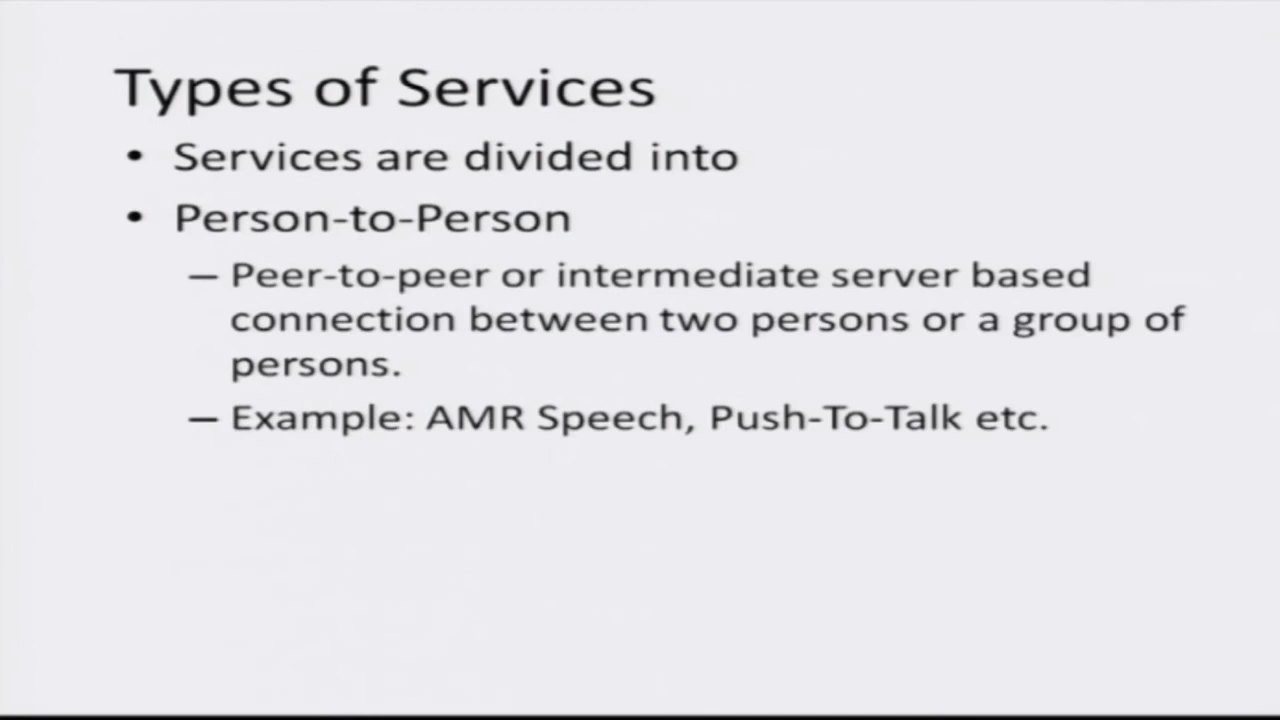 Types of Services
• Services are divided into
• Person-to-Person
– Peer-to-peer or intermediate server based
connection between two persons or a group of
persons.
– Example: AMR Speech, Push-To-Talk etc.